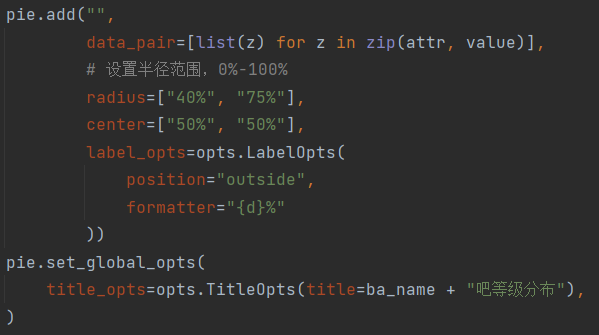 pie.add("",
data_pair=[list(z) for z in zip(attr, value)],
# 设置半径范围，0%-100%
radius=["40%", "75%"],
center=["50%", "50%"],
label_opts=opts.LabelOpts(
position="outside",
formatter="{d}%"
))
pie.set_global_opts(
title_opts=opts.TitleOpts(title=ba_name + "吧等级分布"),
)